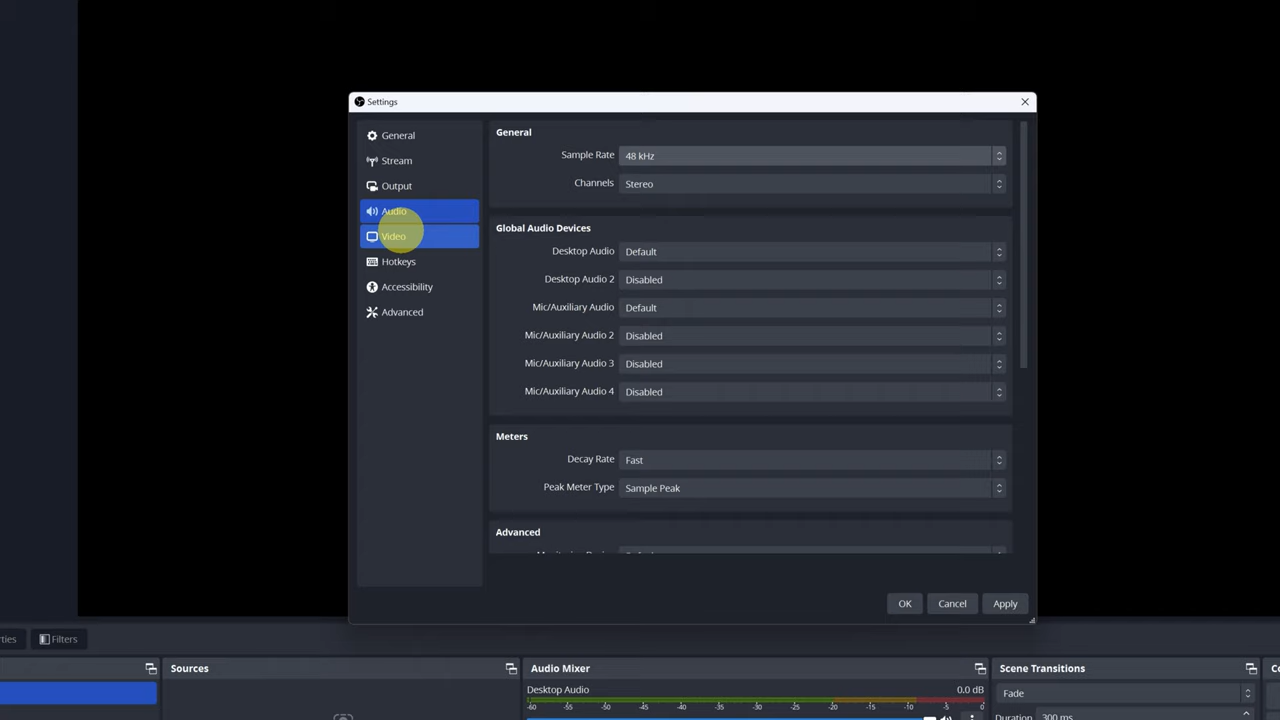 Settings
General
Stream
Output
Audio
Video
Hotkeys
Accessibility
Advanced
General
Sample Rate 48 kHz
Channels Stereo
Global Audio Devices
Desktop Audio Default
Desktop Audio 2 Disabled
Mic/Auxiliary Audio Default
Mic/Auxiliary Audio 2 Disabled
Mic/Auxiliary Audio 3 Disabled
Mic/Auxiliary Audio 4 Disabled
Meters
Decay Rate Fast
Peak Meter Type Sample Peak
Advanced
OK Cancel Apply
Filters
Sources
Audio Mixer
Desktop Audio 0.0 dB
-60 -55 -50 -45 -40 -35 -30 -25 -20 -15 -10 -5 0
Scene Transitions
Fade
Duration 300 ms